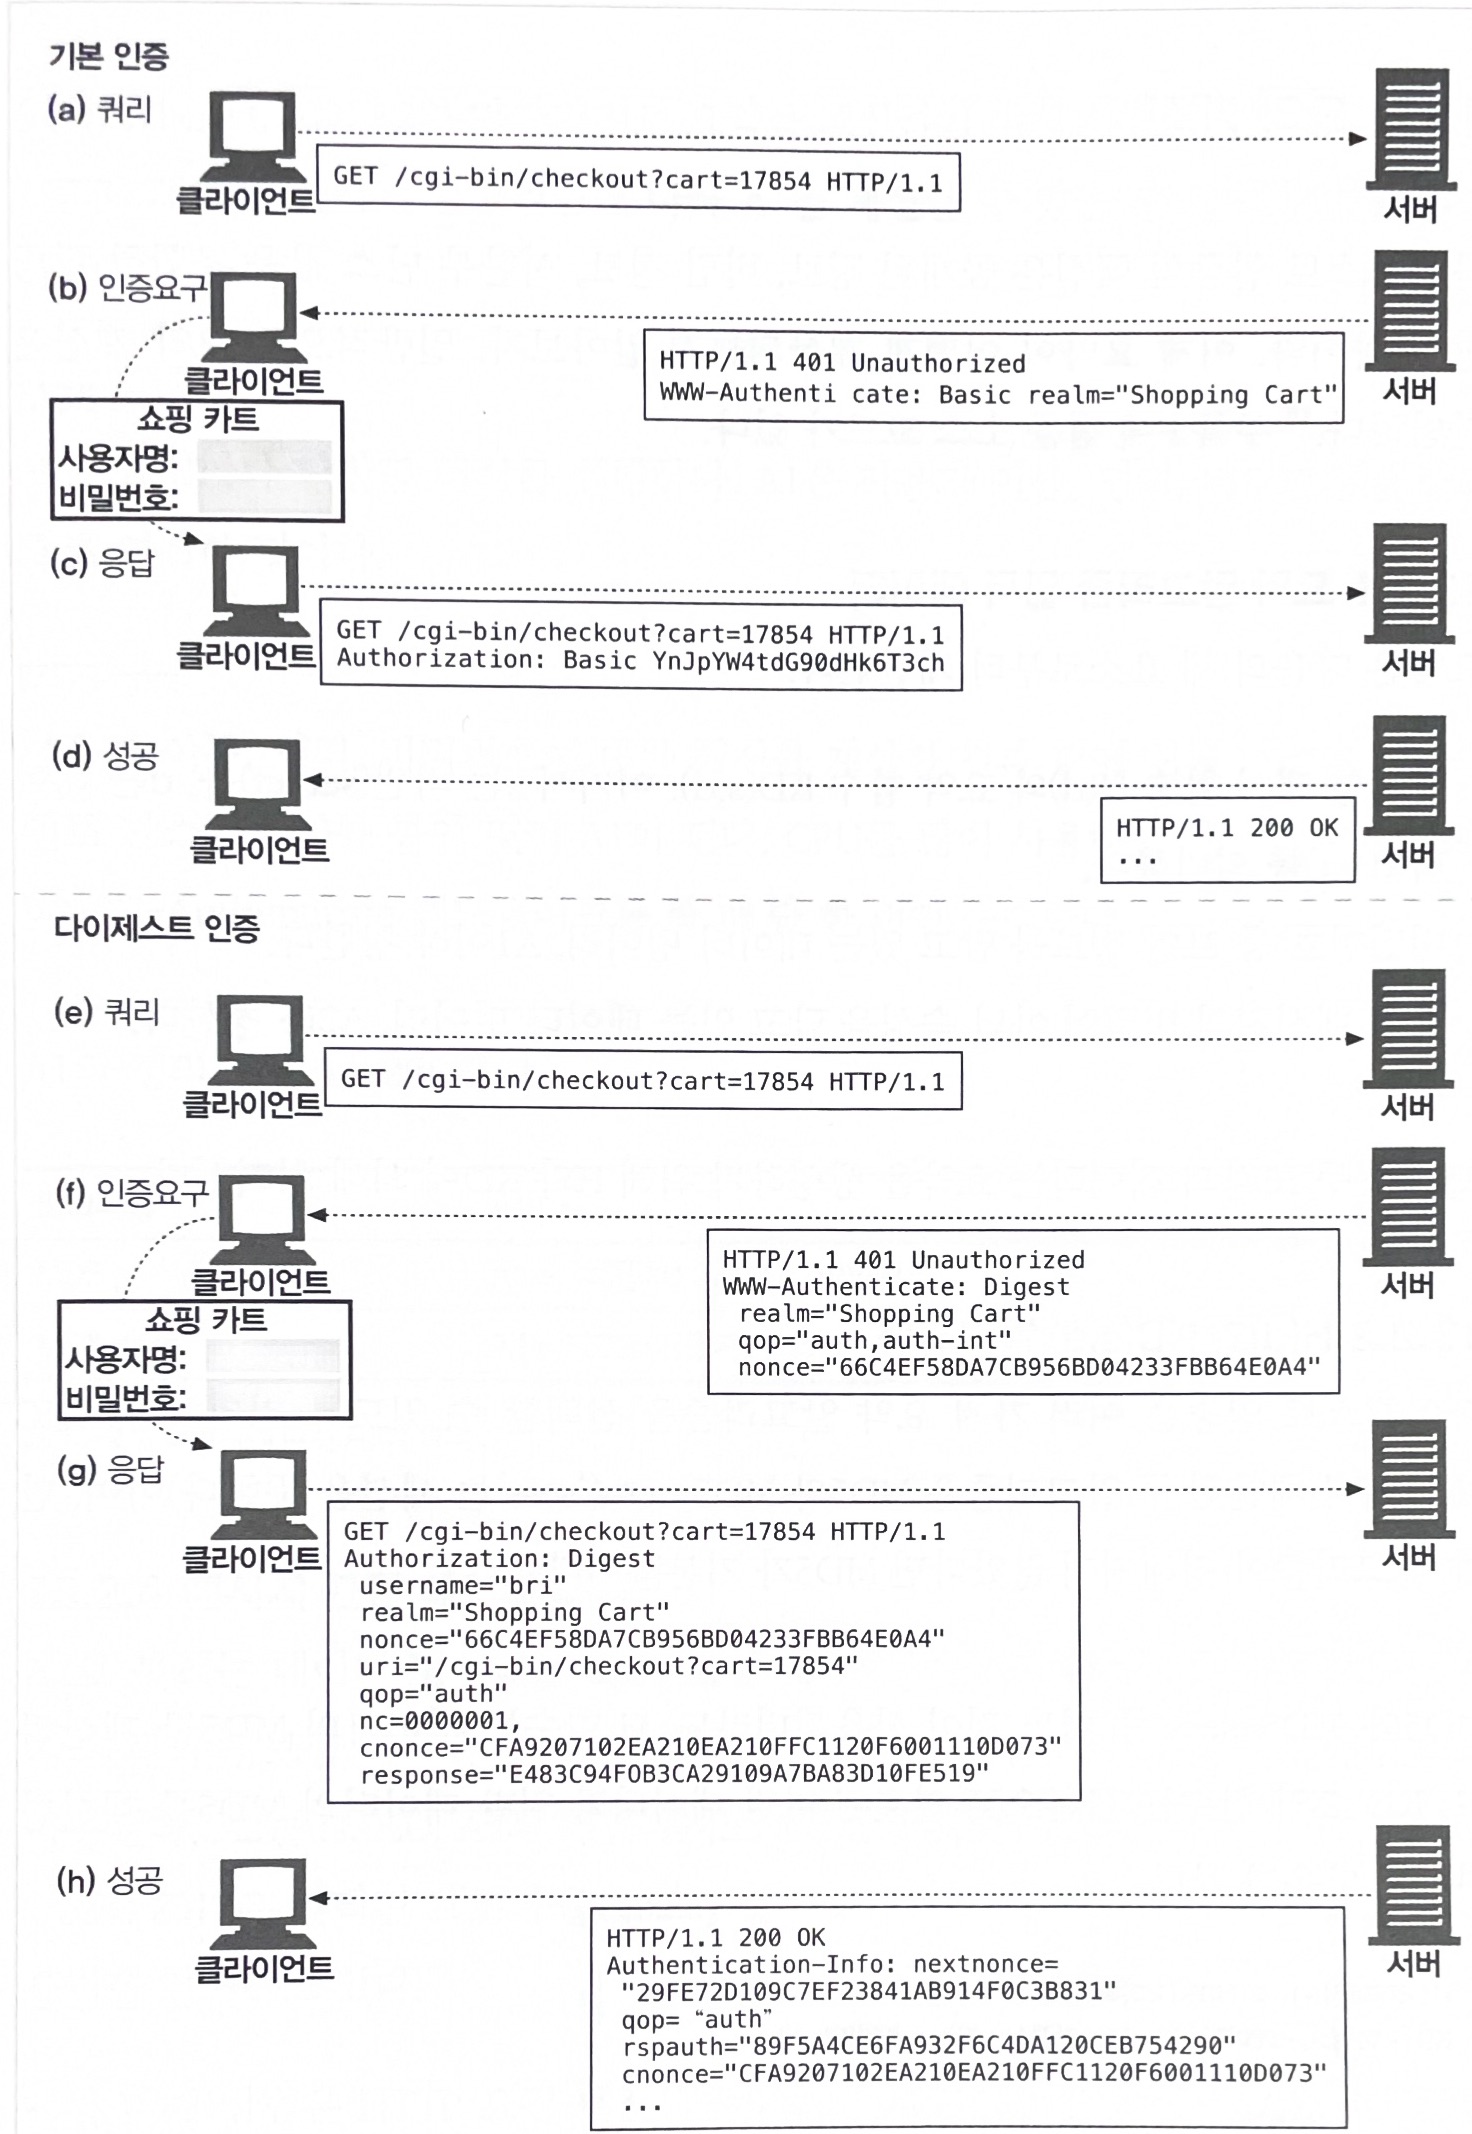 기본 인증
(a) 쿼리
클라이언트
GET /cgi-bin/checkout?cart=17854 HTTP/1.1
서버
(b) 인증요구
클라이언트
HTTP/1.1 401 Unauthorized
WWW-Authenti cate: Basic realm="Shopping Cart"
서버
쇼핑 카트
사용자명:
비밀번호:
(c) 응답
클라이언트
GET /cgi-bin/checkout?cart=17854 HTTP/1.1
Authorization: Basic YnJpYW4tdG90dHk6T3ch
서버
(d) 성공
클라이언트
HTTP/1.1 200 OK
...
서버
다이제스트 인증
(e) 쿼리
클라이언트
GET /cgi-bin/checkout?cart=17854 HTTP/1.1
서버
(f) 인증요구
클라이언트
HTTP/1.1 401 Unauthorized
WWW-Authenticate: Digest
realm="Shopping Cart"
qop="auth,auth-int"
nonce="66C4EF58DA7CB956BD04233FBB64E0A4"
서버
쇼핑 카트
사용자명:
비밀번호:
(g) 응답
클라이언트
GET /cgi-bin/checkout?cart=17854 HTTP/1.1
Authorization: Digest
username="bri"
realm="Shopping Cart"
nonce="66C4EF58DA7CB956BD04233FBB64E0A4"
uri="/cgi-bin/checkout?cart=17854"
qop="auth"
nc=0000001,
cnonce="CFA9207102EA210EA210FFC1120F6001110D073"
response="E483C94FOB3CA29109A7BA83D10FE519"
서버
(h) 성공
클라이언트
HTTP/1.1 200 OK
Authentication-Info: nextnonce=
"29FE72D109C7EF23841AB914F0C3B831"
qop= “auth”
rspauth="89F5A4CE6FA932F6C4DA120CEB754290"
cnonce="CFA9207102EA210EA210FFC1120F6001110D073"
...
서버